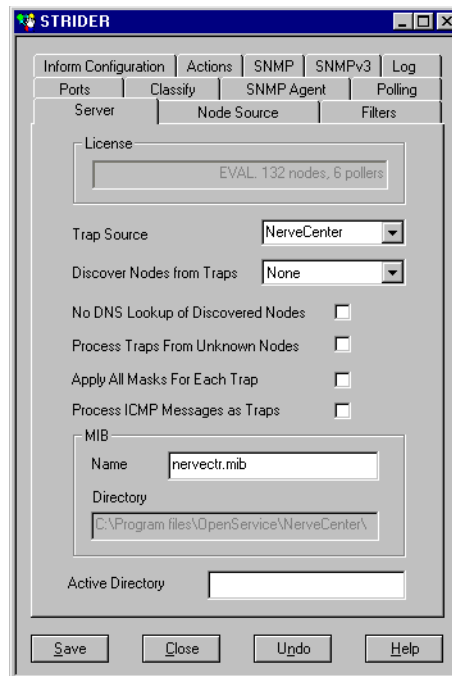 STRIDER
Inform Configuration Actions SNMP SNMPv3 Log
Ports Classify SNMP Agent Polling
Server Node Source Filters
License
EVAL. 132 nodes, 6 pollers
Trap Source NerveCenter
Discover Nodes from Traps None
No DNS Lookup of Discovered Nodes
Process Traps From Unknown Nodes
Apply All Masks For Each Trap
Process ICMP Messages as Traps
MIB
Name nervectr.mib
Directory
C:\Program files\OpenService\NerveCenter\
Active Directory
Save Close Undo Help